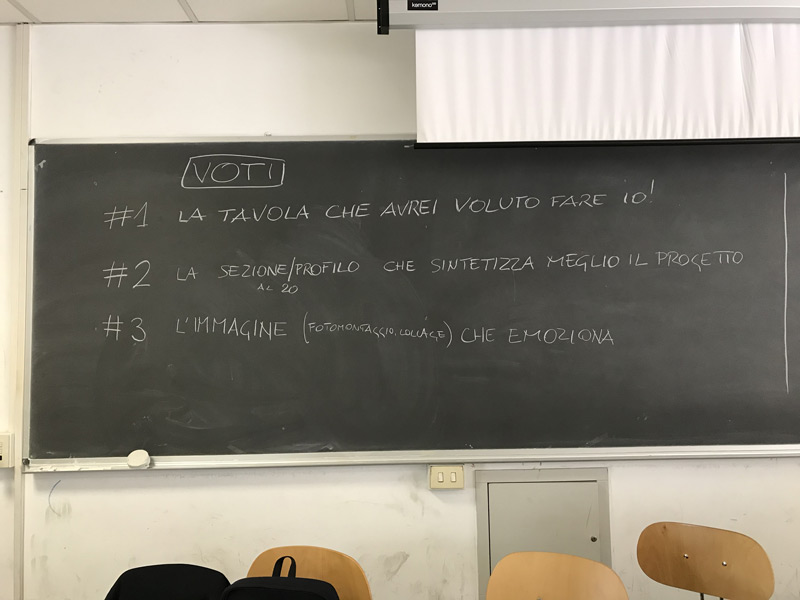 kemono
VOTI
#1 LA TAVOLA CHE AVREI VOLUTO FARE IO!
#2 LA SEZIONE/PROFILO CHE SINTETIZZA MEGLIO IL PROGETTO
AL 20
#3 L'IMMAGINE (FOTOMONTAGGIO, COLLÁGE) CHE EMOZIONA